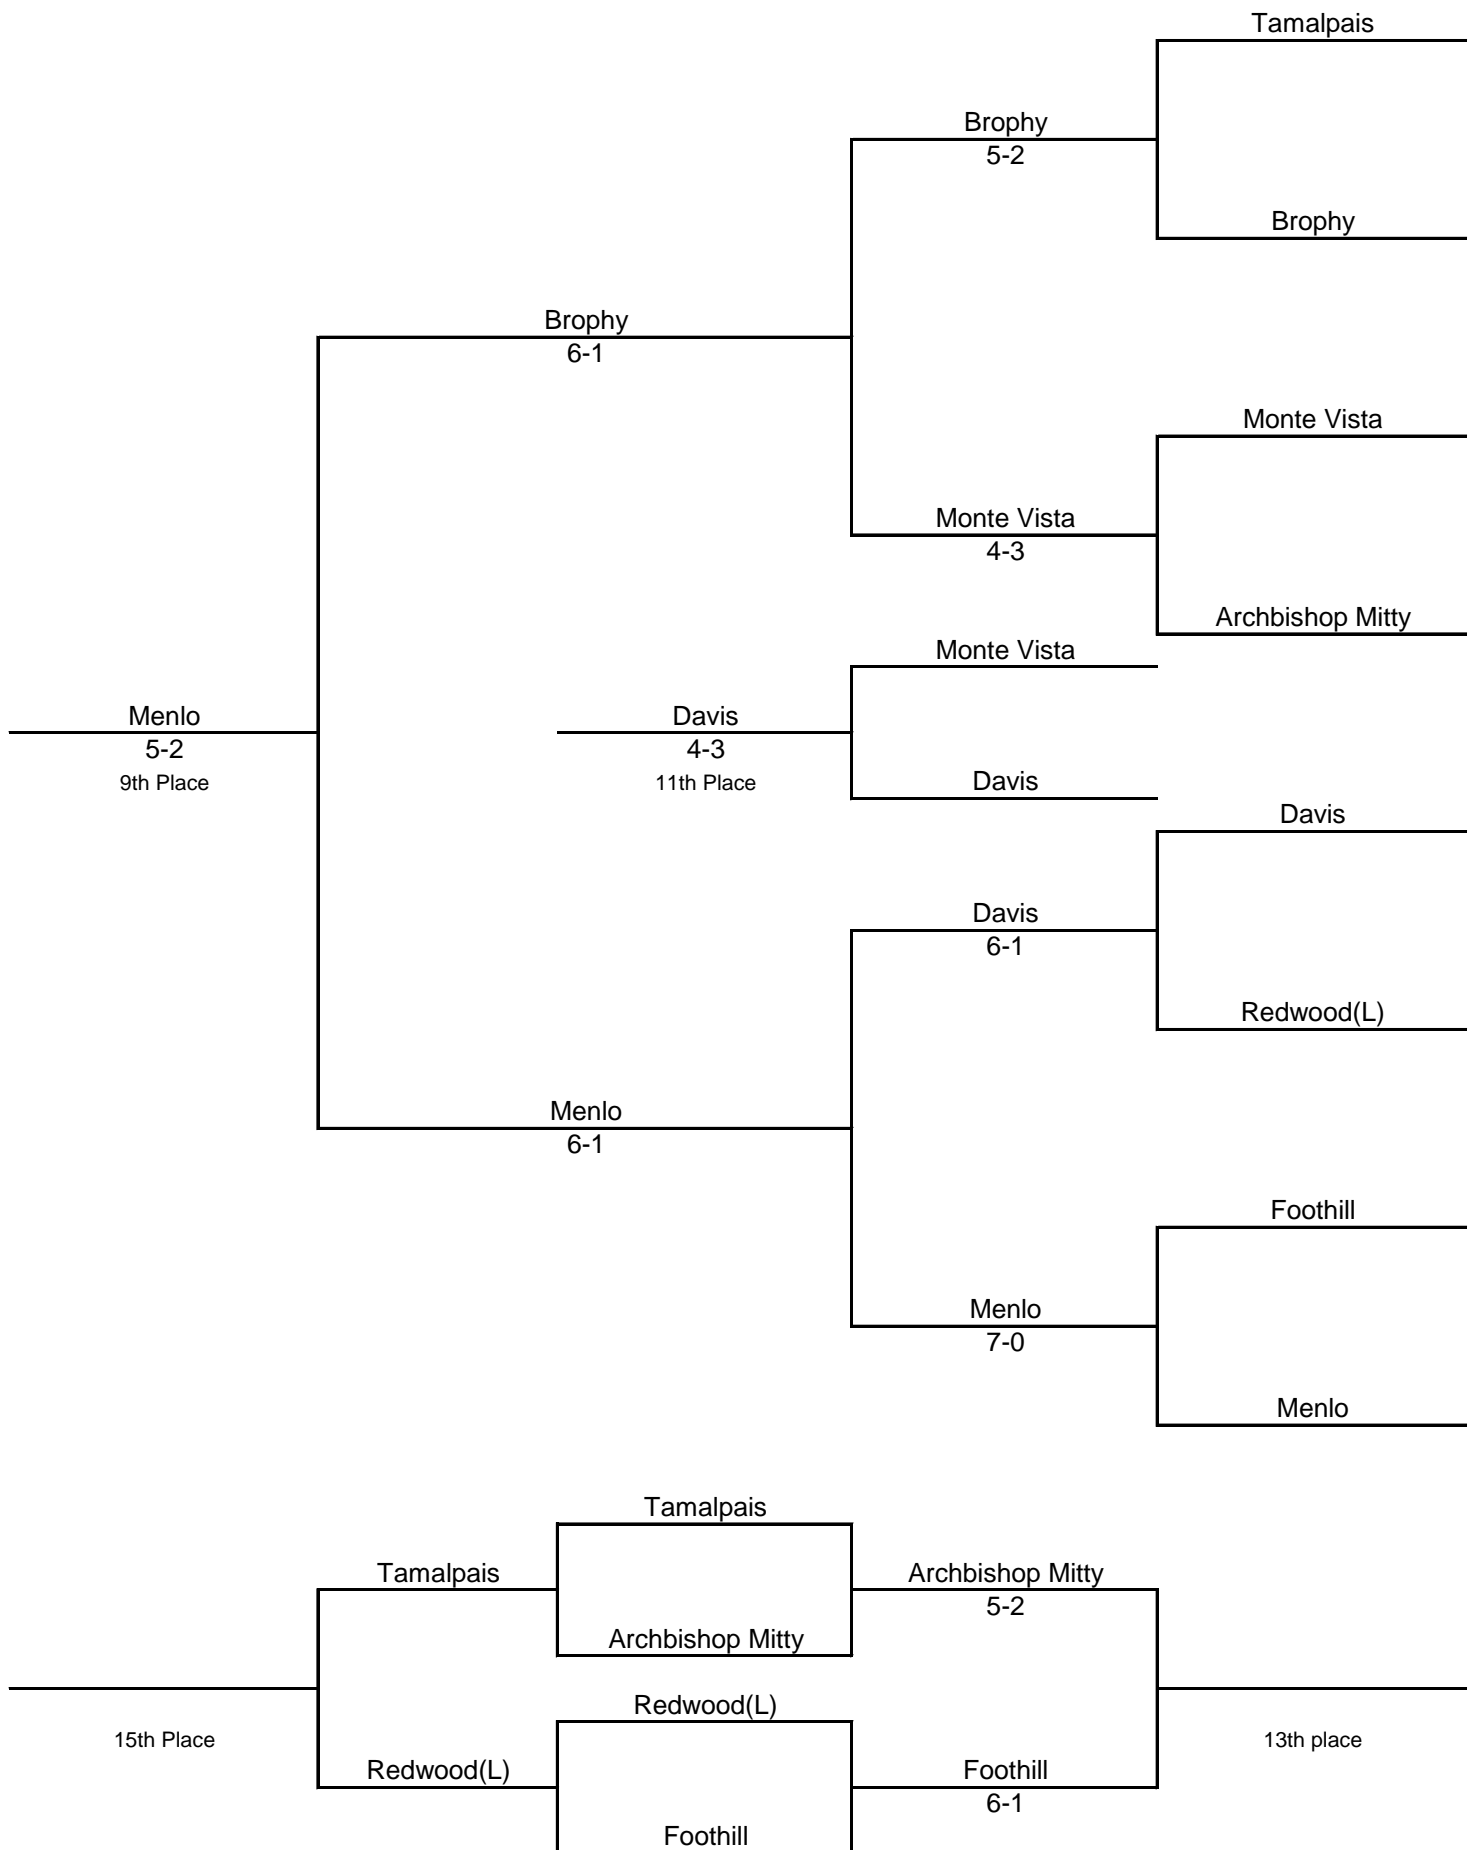 Tamalpais
Brophy
5-2
Brophy
Brophy
6-1
Monte Vista
Monte Vista
4-3
Archbishop Mitty
Monte Vista
Menlo
5-2
9th Place
Davis
4-3
11th Place
Davis
Davis
Davis
6-1
Redwood(L)
Menlo
6-1
Foothill
Menlo
7-0
Menlo
Tamalpais
Tamalpais
Archbishop Mitty
5-2
Archbishop Mitty
Redwood(L)
15th Place
13th place
Redwood(L)
Foothill
6-1
Foothill